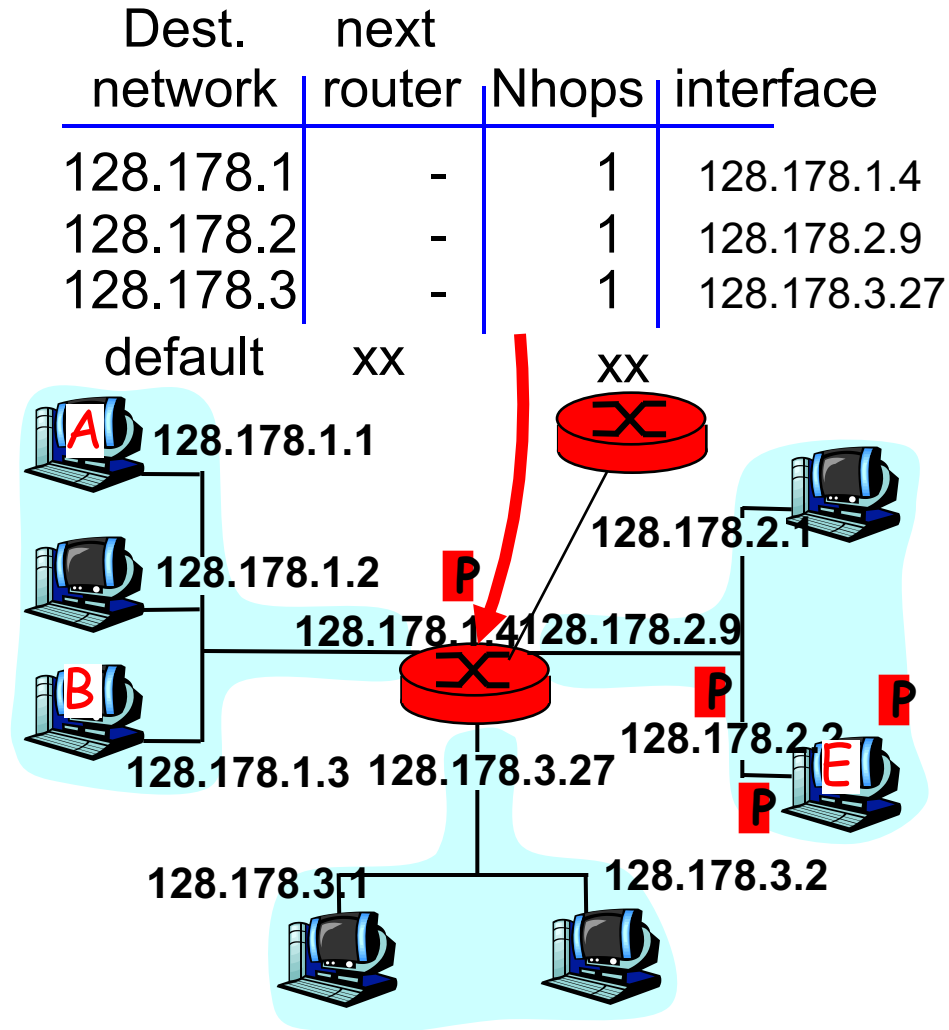 Dest. next
network router Nhops interface
128.178.1 - 1 128.178.1.4
128.178.2 - 1 128.178.2.9
128.178.3 - 1 128.178.3.27
default xx
xx
A 128.178.1.1
128.178.2.1
128.178.1.2
P
128.178.1.4 128.178.2.9
B
P P
128.178.2.2
128.178.1.3 128.178.3.27
E
P
128.178.3.1 128.178.3.2